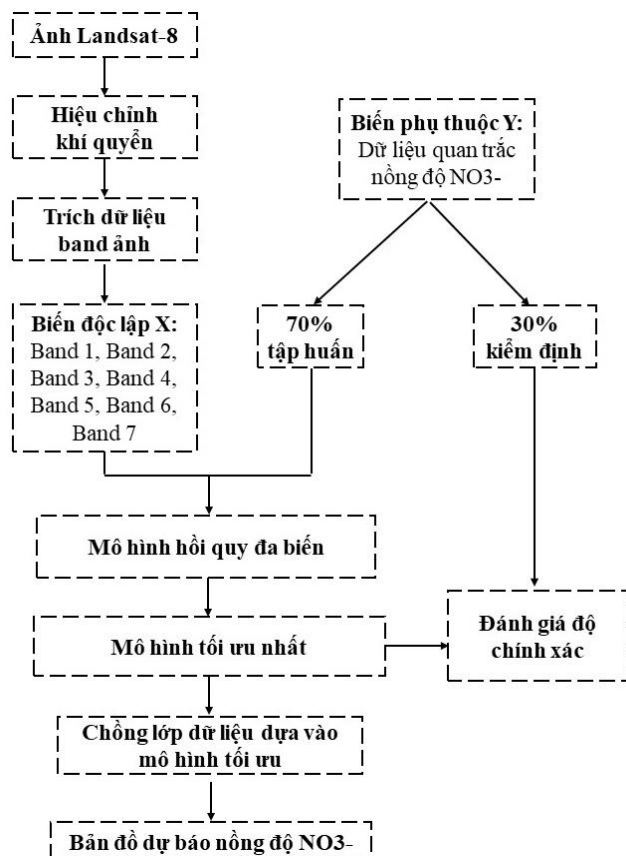 Ảnh Landsat-8
Hiệu chỉnh
khí quyển
Trích dữ liệu
band ảnh
Biến độc lập X:
Band 1, Band 2,
Band 3, Band 4,
Band 5, Band 6,
Band 7
Biến phụ thuộc Y:
Dữ liệu quan trắc
nồng độ NO3-
70%
tập huấn
30%
kiểm định
Mô hình hồi quy đa biến
Mô hình tối ưu nhất
Đánh giá độ
chính xác
Chồng lớp dữ liệu dựa vào
mô hình tối ưu
Bản đồ dự báo nồng độ NO3-